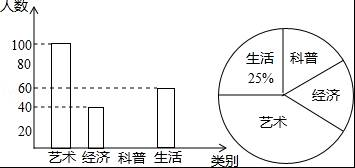 人数
100
80
60
40
20
艺术 经济 科普 生活
类别
生活
25%
科普
经济
艺术